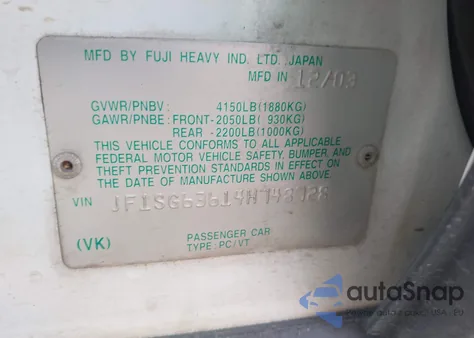 MFD BY FUJI HEAVY IND. LTD. JAPAN
MFD IN 12/03
GVWR/PNBV : 4150LB(1880KG)
GAWR/PNBE : FRONT-2050LB( 930KG)
REAR -2200LB(1000KG)
THIS VEHICLE CONFORMS TO ALL APPLICABLE
FEDERAL MOTOR VEHICLE SAFETY, BUMPER, AND
THEFT PREVENTION STANDARDS IN EFFECT ON
THE DATE OF MANUFACTURE SHOWN ABOVE.
VIN
(VK)
PASSENGER CAR
TYPE : PC/VT
autoSnap